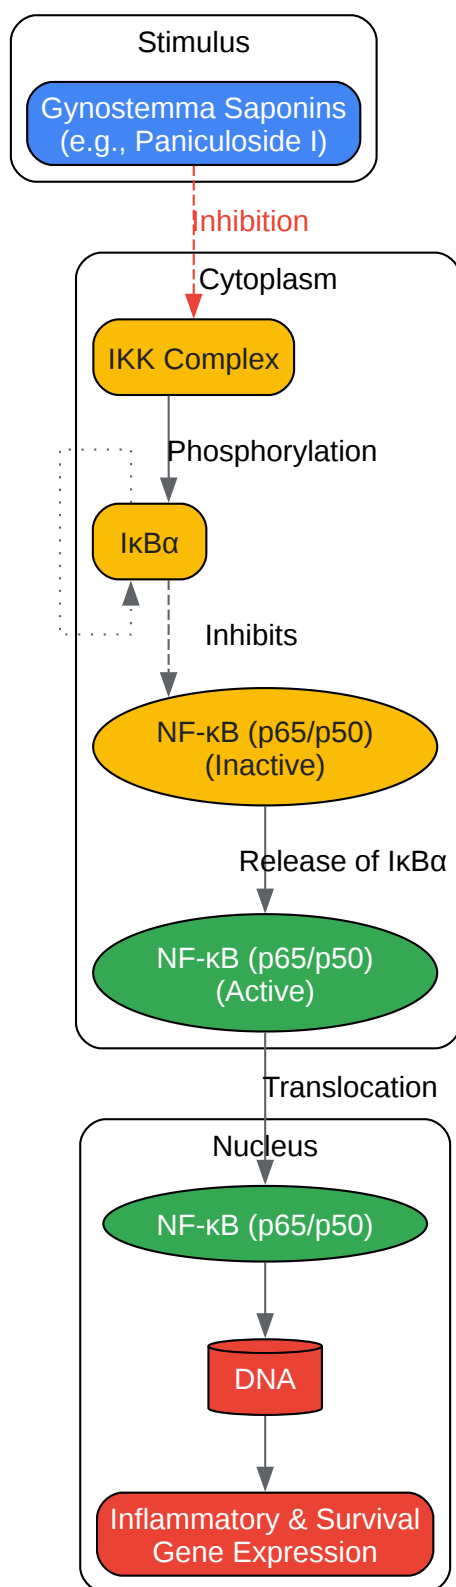 Stimulus
Gynostemma Saponins
(e.g., Paniculoside I)
Inhibition
Cytoplasm
IKK Complex
Phosphorylation
IκBα
Inhibits
NF-κB (p65/p50)
(Inactive)
Release of IκBα
NF-κB (p65/p50)
(Active)
Translocation
Nucleus
NF-κB (p65/p50)
DNA
Inflammatory & Survival
Gene Expression